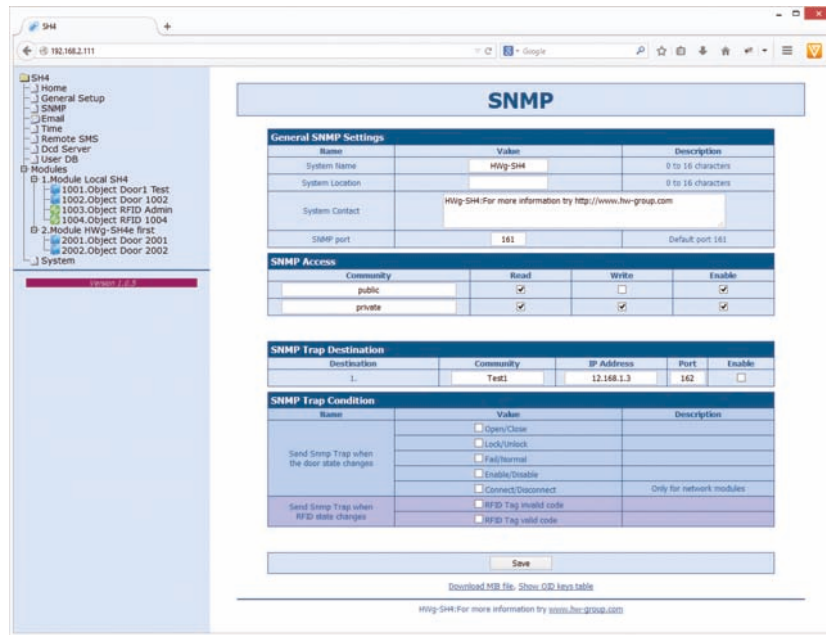 SH4
192.168.2.111
Google
SH4
Home
General Setup
SNMP
Email
Time
Remote SMS
Dcd Server
User DB
Modules
1.Module Local SH4
1001.Object Door1 Test
1002.Object Door 1002
1003.Object RFID Admin
1004.Object RFID 1004
2.Module HWg-SH4e first
2001.Object Door 2001
2002.Object Door 2002
System
Version 1.0.5
SNMP
General SNMP Settings
Name Value Description
System Name HWg-SH4 0 to 16 characters
System Location 0 to 16 characters
System Contact HWg-SH4:For more information try http://www.hw-group.com
SNMP port 161 Default port 161
SNMP Access
Community Read Write Enable
public
private
SNMP Trap Destination
Destination Community IP Address Port Enable
1. Test1 12.168.1.3 162
SNMP Trap Condition
Name Value Description
Send Snmp Trap when the door state changes
Open/Close
Lock/Unlock
Fail/Normal
Enable/Disable
Connect/Disconnect Only for network modules
Send Snmp Trap when RFID state changes
RFID Tag invalid code
RFID Tag valid code
Save
Download MIB file, Show OID keys table
HWg-SH4:For more information try www.hw-group.com